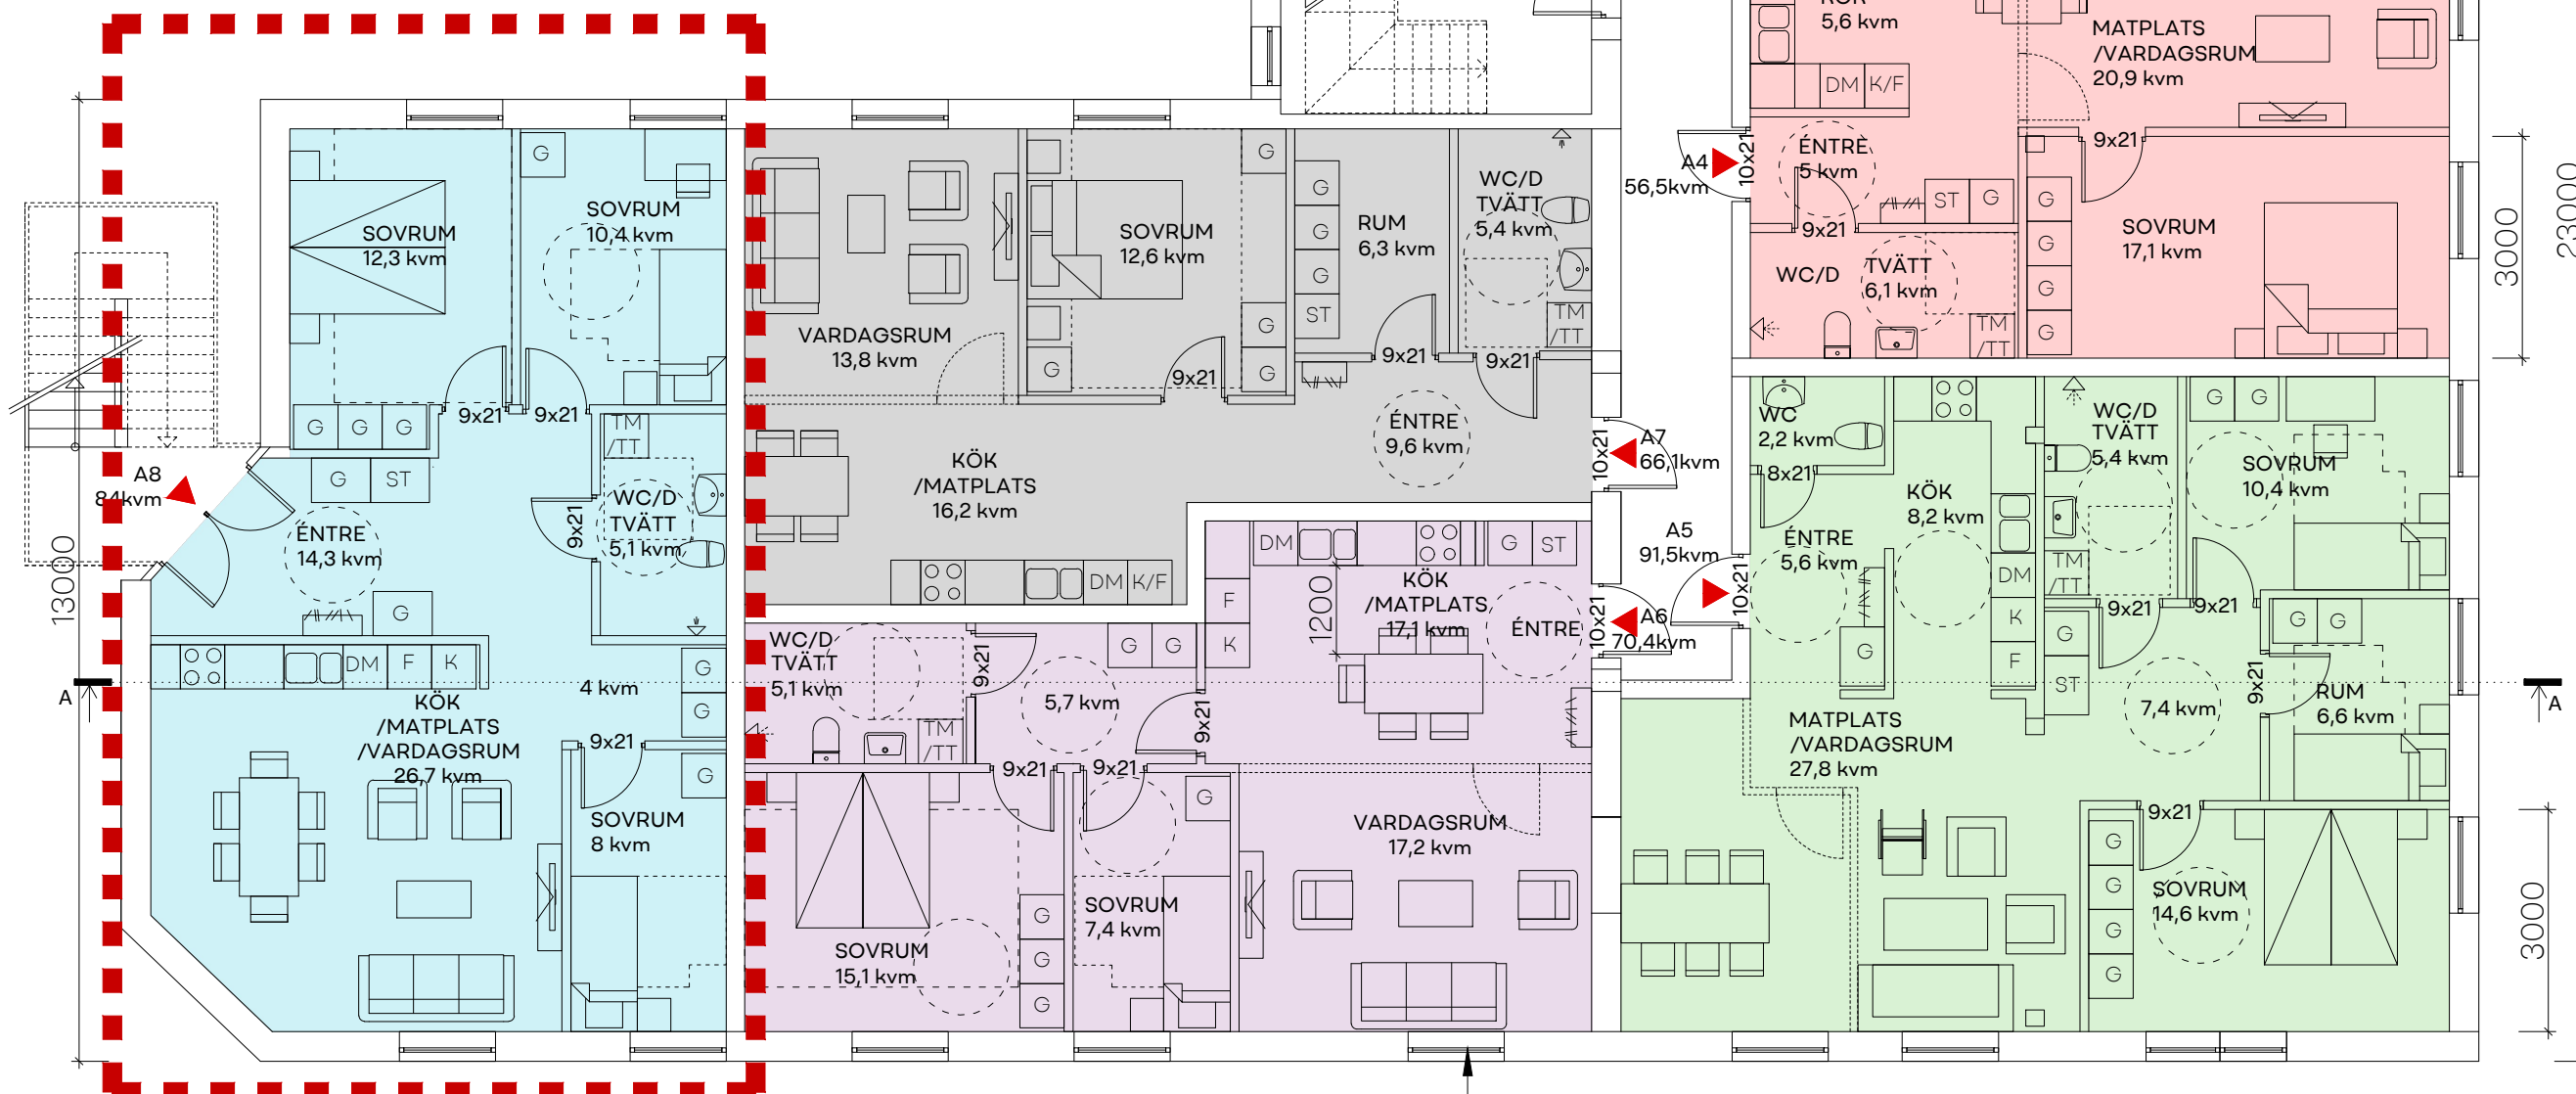 A8
84kvm
13000
A
SOVRUM
12,3 kvm
G
SOVRUM
10,4 kvm
9x21
9x21
G
G
G
G
ST
TM
/TT
WC/D
TVÄTT
5,1 kvm
9x21
ÉNTRE
14,3 kvm
G
DM
F
K
4 kvm
G
G
G
KÖK
/MATPLATS
/VARDAGSRUM
26,7 kvm
9x21
SOVRUM
8 kvm
VARDAGSRUM
13,8 kvm
SOVRUM
12,6 kvm
G
G
G
G
9x21
G
G
G
ST
RUM
6,3 kvm
WC/D
TVÄTT
5,4 kvm
TM
/TT
9x21
9x21
ÉNTRE
9,6 kvm
KÖK
/MATPLATS
16,2 kvm
DM
K/F
10x21
A7
66,1kvm
WC/D
TVÄTT
5,1 kvm
TM
/TT
9x21
5,7 kvm
G
G
9x21
F
K
DM
G
ST
1200
KÖK
/MATPLATS
17,1 kvm
ÉNTRE
10x21
A6
70,4kvm
9x21
9x21
SOVRUM
15,1 kvm
G
G
G
G
SOVRUM
7,4 kvm
VARDAGSRUM
17,2 kvm
A4
56,5kvm
10x21
5,6 kvm
DM
K/F
MATPLATS
/VARDAGSRUM
20,9 kvm
ÉNTRE
5 kvm
ST
G
9x21
9x21
WC/D
TVÄTT
6,1 kvm
TM
/TT
G
G
G
G
SOVRUM
17,1 kvm
3000
23000
A5
91,5kvm
10x21
WC
2,2 kvm
8x21
ÉNTRE
5,6 kvm
G
KÖK
8,2 kvm
DM
K
F
WC/D
TVÄTT
5,4 kvm
TM
/TT
G
ST
9x21
9x21
G
G
SOVRUM
10,4 kvm
G
G
9x21
RUM
6,6 kvm
7,4 kvm
MATPLATS
/VARDAGSRUM
27,8 kvm
9x21
G
G
G
G
SOVRUM
14,6 kvm
A
3000